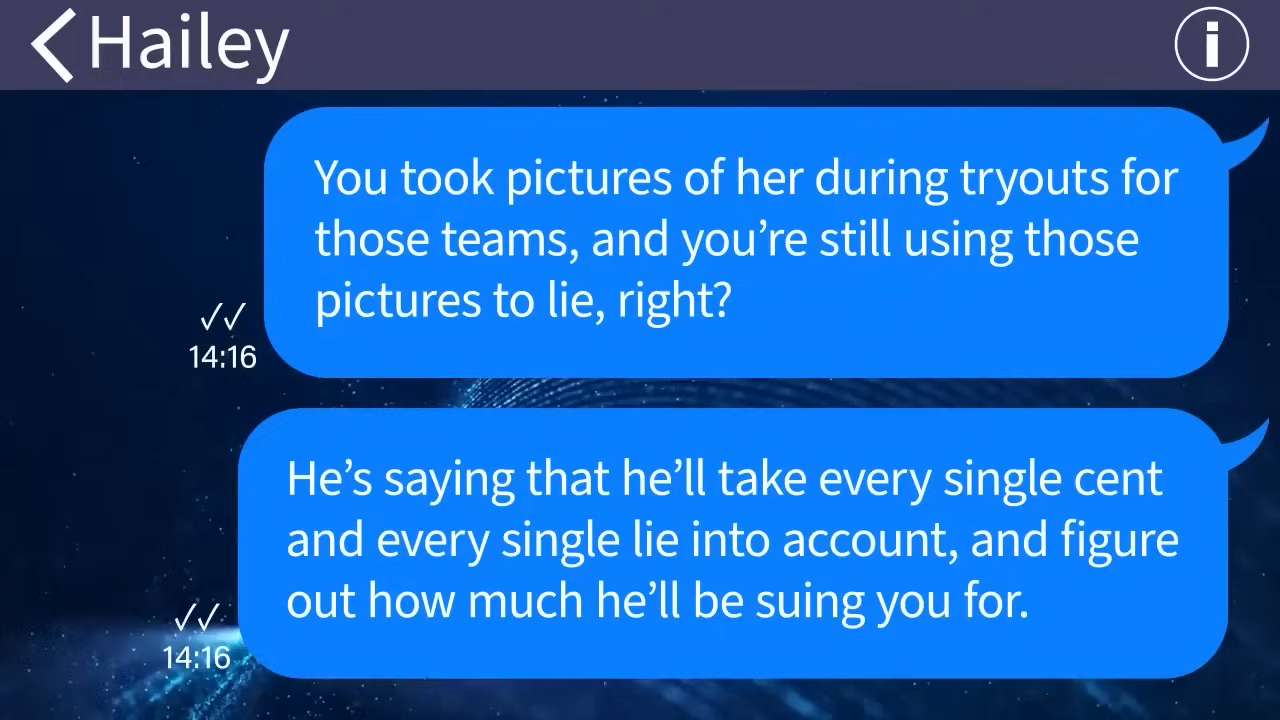 Hailey
You took pictures of her during tryouts for
those teams, and you’re still using those
pictures to lie, right?
14:16
He’s saying that he’ll take every single cent
and every single lie into account, and figure
out how much he’ll be suing you for.
14:16